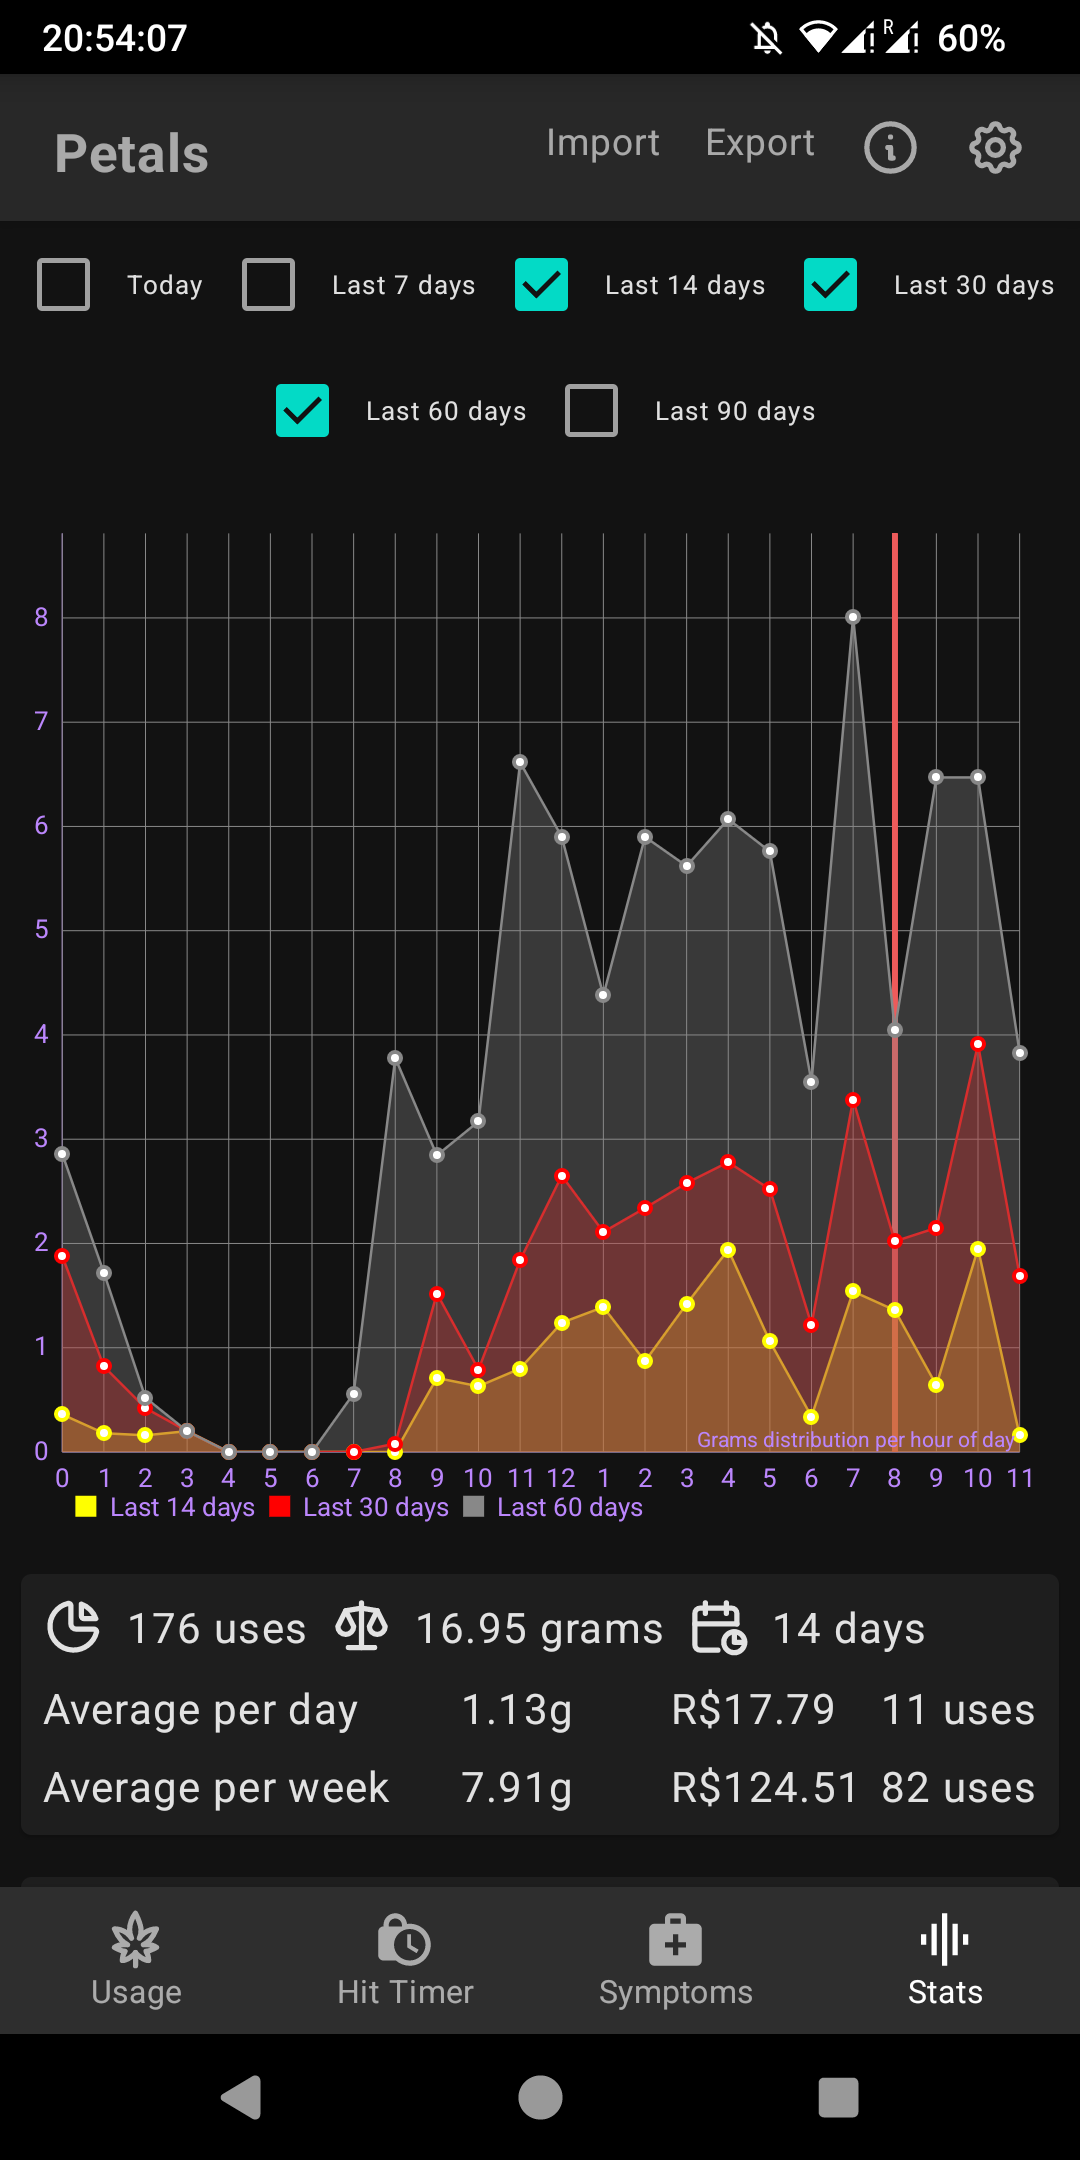 20:54:07 R 60%
Petals Import Export
Today Last 7 days Last 14 days Last 30 days
Last 60 days Last 90 days
8
7
6
5
4
3
2
1
0
Grams distribution per hour of day
0 1 2 3 4 5 6 7 8 9 10 11 12 1 2 3 4 5 6 7 8 9 10 11
Last 14 days Last 30 days Last 60 days
176 uses 16.95 grams 14 days
Average per day 1.13g R$17.79 11 uses
Average per week 7.91g R$124.51 82 uses
Usage Hit Timer Symptoms Stats